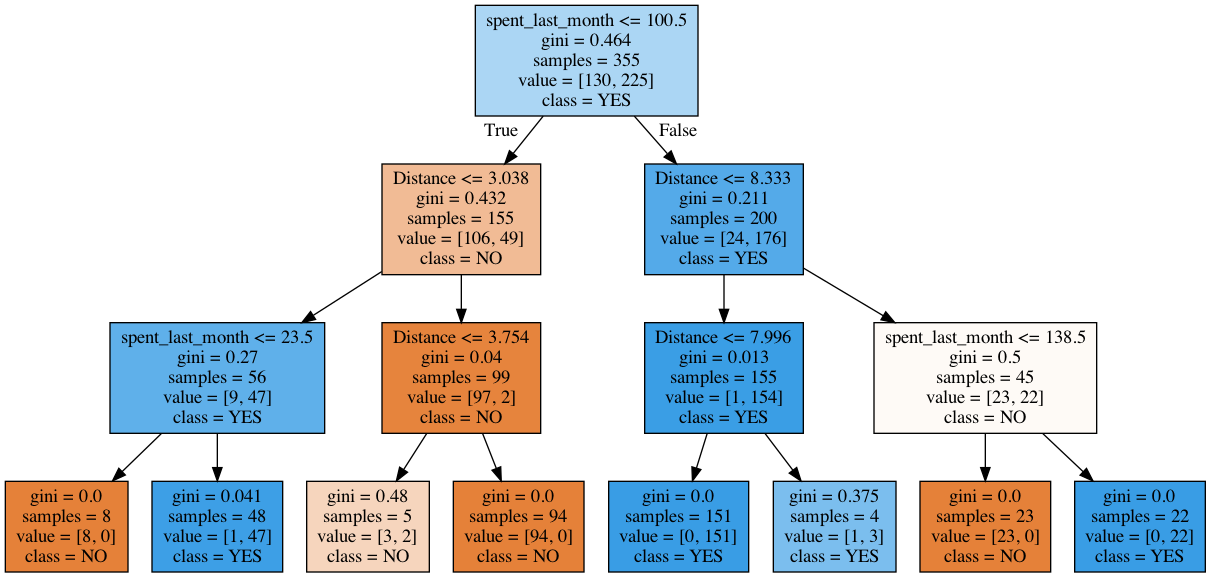 spent_last_month <= 100.5
gini = 0.464
samples = 355
value = [130, 225]
class = YES
True
False
Distance <= 3.038
gini = 0.432
samples = 155
value = [106, 49]
class = NO
Distance <= 8.333
gini = 0.211
samples = 200
value = [24, 176]
class = YES
spent_last_month <= 23.5
gini = 0.27
samples = 56
value = [9, 47]
class = YES
Distance <= 3.754
gini = 0.04
samples = 99
value = [97, 2]
class = NO
Distance <= 7.996
gini = 0.013
samples = 155
value = [1, 154]
class = YES
spent_last_month <= 138.5
gini = 0.5
samples = 45
value = [23, 22]
class = NO
gini = 0.0
samples = 8
value = [8, 0]
class = NO
gini = 0.041
samples = 48
value = [1, 47]
class = YES
gini = 0.48
samples = 5
value = [3, 2]
class = NO
gini = 0.0
samples = 94
value = [94, 0]
class = NO
gini = 0.0
samples = 151
value = [0, 151]
class = YES
gini = 0.375
samples = 4
value = [1, 3]
class = YES
gini = 0.0
samples = 23
value = [23, 0]
class = NO
gini = 0.0
samples = 22
value = [0, 22]
class = YES